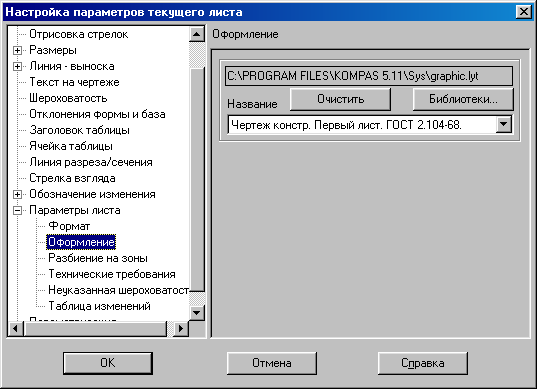 Настройка параметров текущего листа
Отрисовка стрелок
Размеры
Линия - выноска
Текст на чертеже
Шероховатость
Отклонения формы и база
Заголовок таблицы
Ячейка таблицы
Линия разреза/сечения
Стрелка взгляда
Обозначение изменения
Параметры листа
Формат
Оформление
Разбиение на зоны
Технические требования
Неуказанная шероховатост
Таблица изменений
Оформление
C:\PROGRAM FILES\KOMPAS 5.11\Sys\graphic.lyt
Название
Очистить
Библиотеки...
Чертеж констр. Первый лист. ГОСТ 2.104-68.
OK
Отмена
Справка